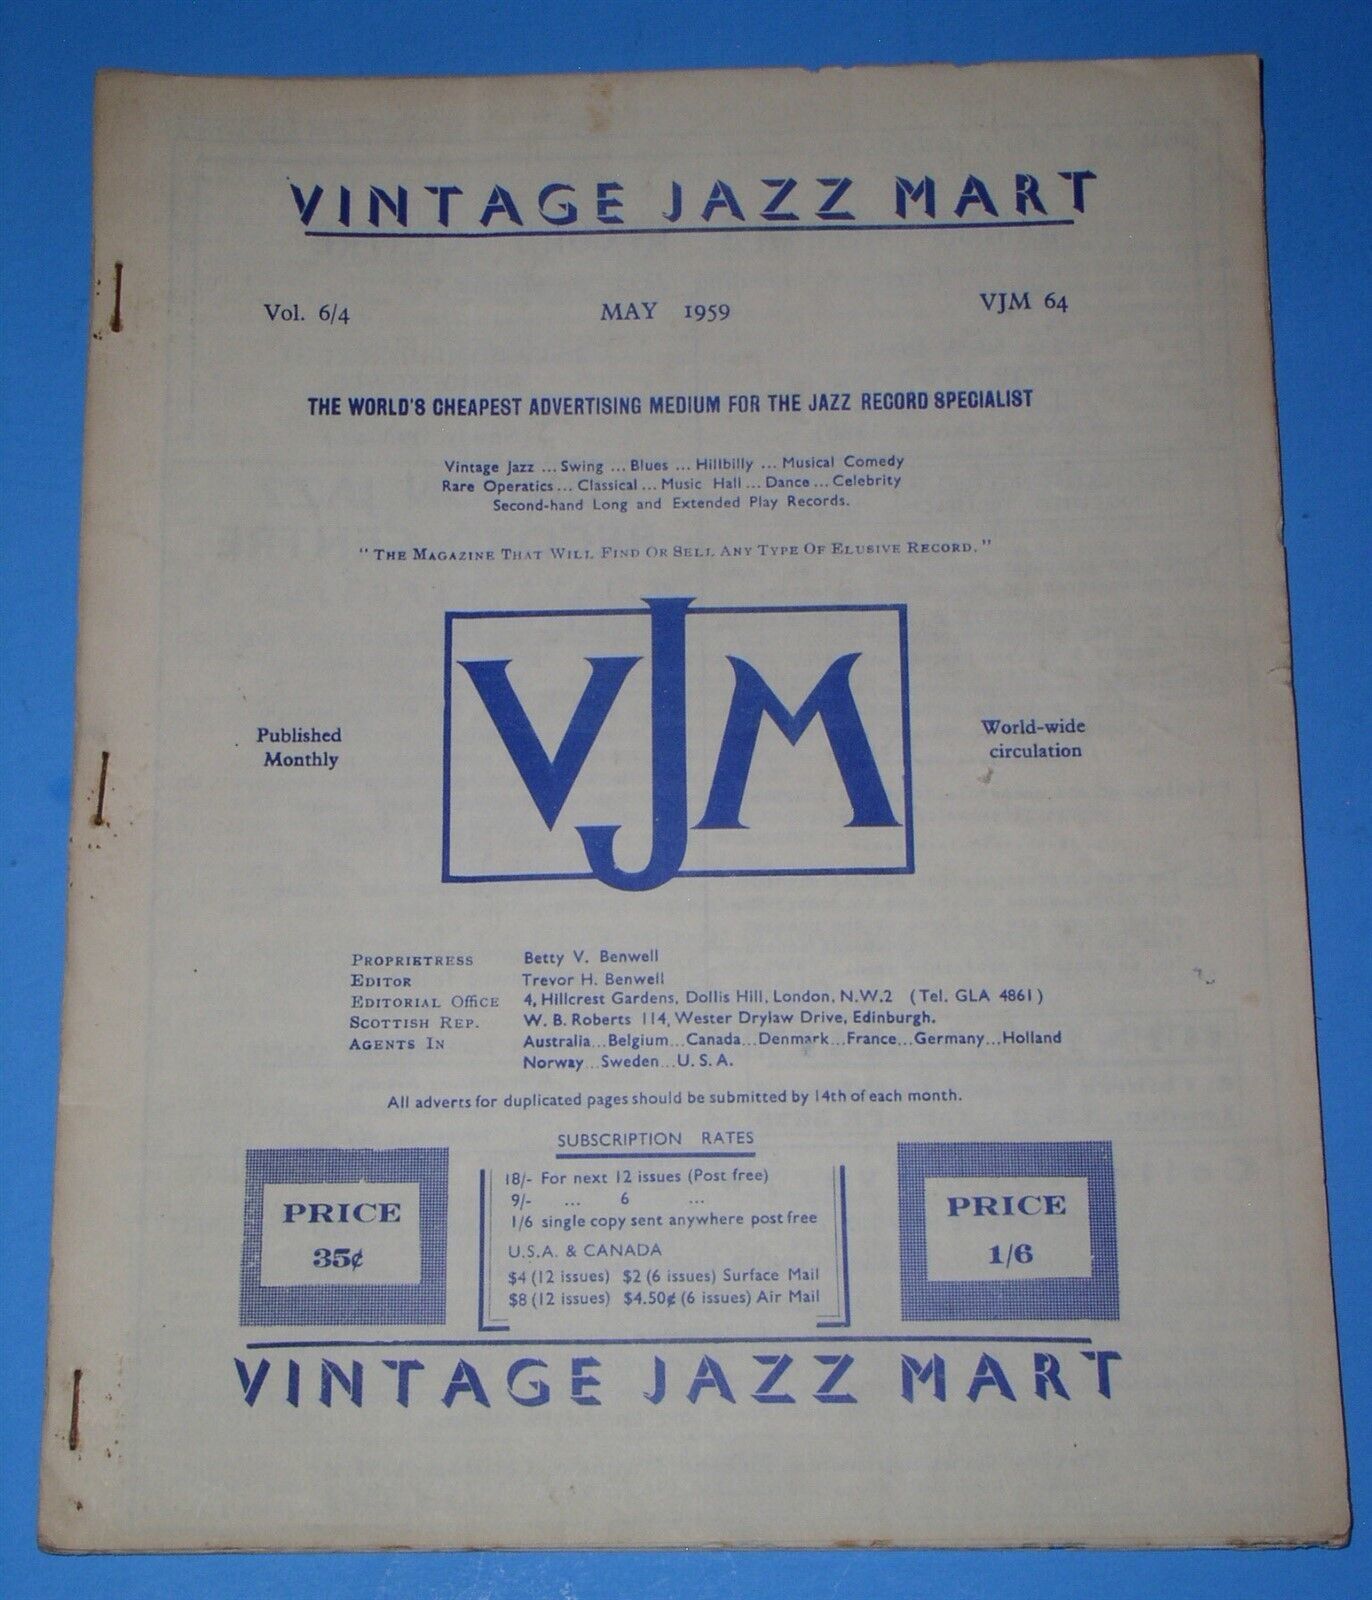 VINTAGE JAZZ MART
Vol. 6/4 MAY 1959 VJM 64
THE WORLD'S CHEAPEST ADVERTISING MEDIUM FOR THE JAZZ RECORD SPECIALIST
Vintage Jazz ... Swing ... Blues ... Hillbilly ... Musical Comedy
Rare Operatics ... Classical ... Music Hall ... Dance ... Celebrity
Second-hand Long and Extended Play Records.
"THE MAGAZINE THAT WILL FIND OR SELL ANY TYPE OF ELUSIVE RECORD."
VJM
Published
Monthly
World-wide
circulation
PROPRIETRESS Betty V. Benwell
EDITOR Trevor H. Benwell
EDITORIAL OFFICE 4, Hillcrest Gardens, Dollis Hill, London, N.W.2 (Tel. GLA 4861)
SCOTTISH REP. W. B. Roberts 114, Wester Drylaw Drive, Edinburgh.
AGENTS IN Australia...Belgium...Canada...Denmark...France...Germany...Holland
Norway...Sweden...U.S.A.
All adverts for duplicated pages should be submitted by 14th of each month.
SUBSCRIPTION RATES
18/- For next 12 issues (Post free)
9/- ... 6 ...
1/6 single copy sent anywhere post free
U.S.A. & CANADA
$4 (12 issues) $2 (6 issues) Surface Mail
$8 (12 issues) $4.50¢ (6 issues) Air Mail
PRICE
35¢
PRICE
1/6
VINTAGE JAZZ MART